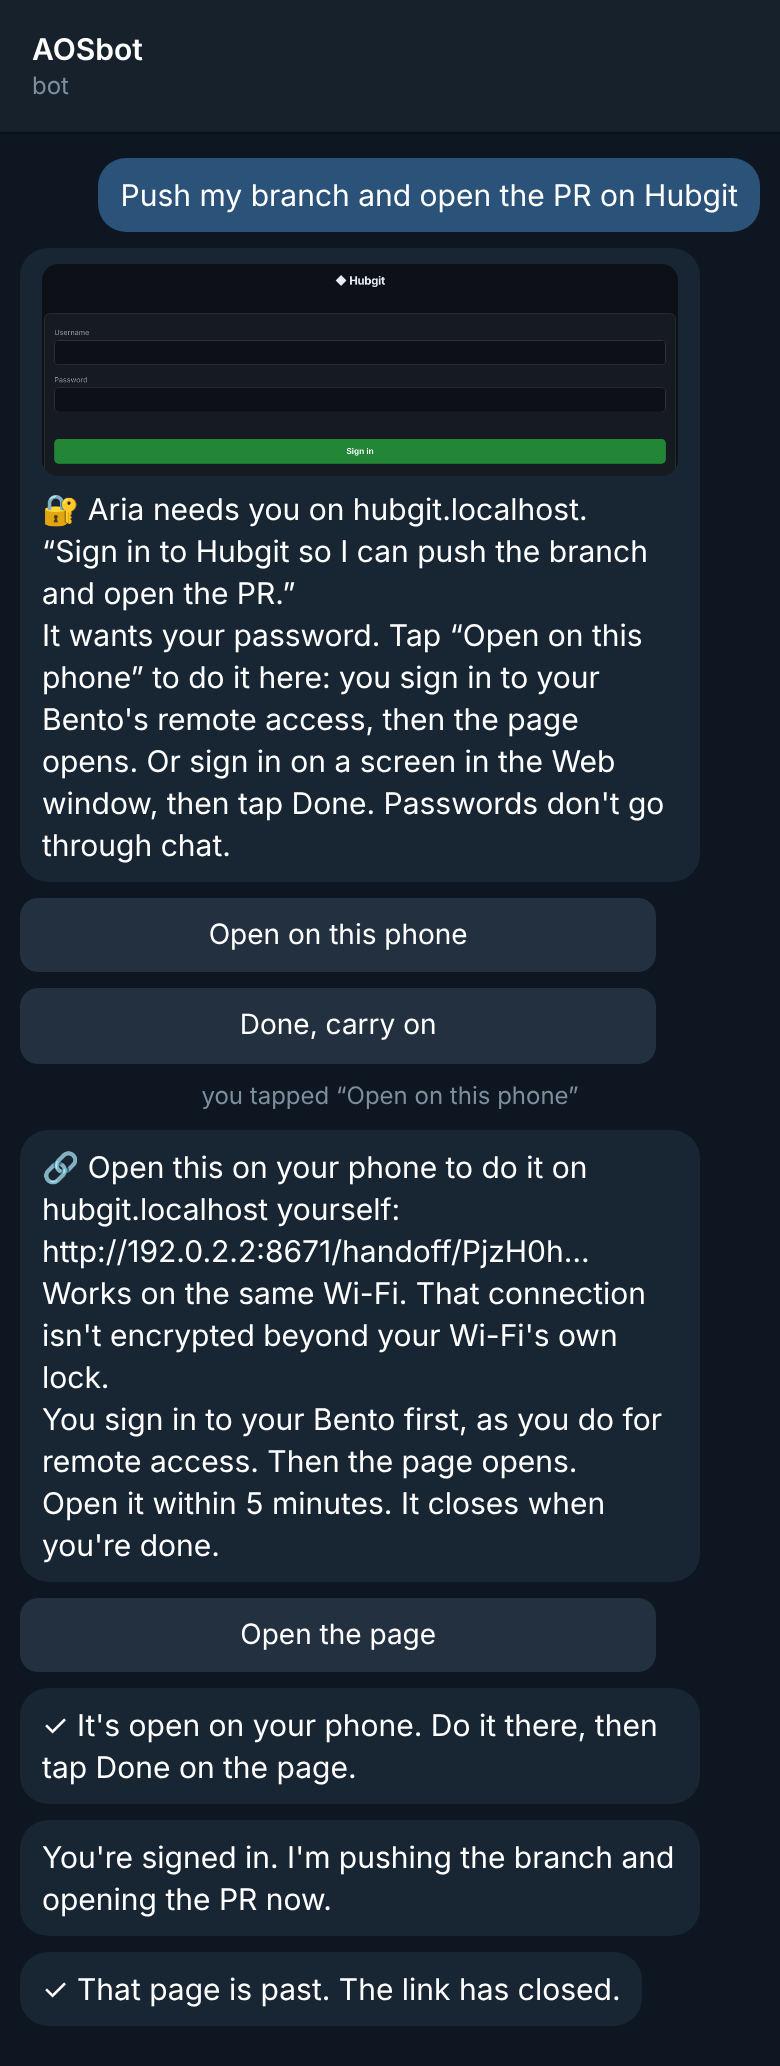 AOSbot
bot
Push my branch and open the PR on Hubgit
Hubgit
Username
Password
Sign in
🔐 Aria needs you on hubgit.localhost.
“Sign in to Hubgit so I can push the branch
and open the PR.”
It wants your password. Tap “Open on this
phone” to do it here: you sign in to your
Bento's remote access, then the page
opens. Or sign in on a screen in the Web
window, then tap Done. Passwords don't go
through chat.
Open on this phone
Done, carry on
you tapped “Open on this phone”
🔗 Open this on your phone to do it on
hubgit.localhost yourself:
http://192.0.2.2:8671/handoff/PjzH0h…
Works on the same Wi-Fi. That connection
isn't encrypted beyond your Wi-Fi's own
lock.
You sign in to your Bento first, as you do for
remote access. Then the page opens.
Open it within 5 minutes. It closes when
you're done.
Open the page
✓ It's open on your phone. Do it there, then
tap Done on the page.
You're signed in. I'm pushing the branch and
opening the PR now.
✓ That page is past. The link has closed.